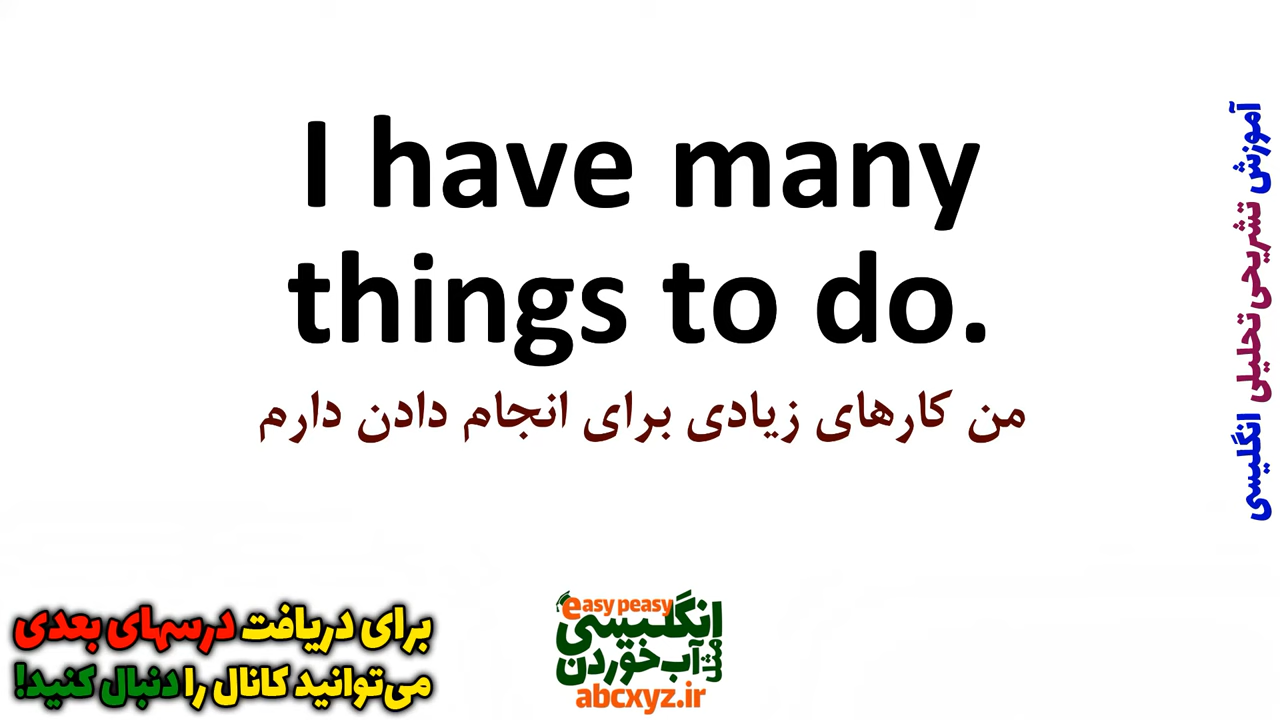 I have many
things to do.
من کارهای زیادی برای انجام دادن دارم
آموزش تشریحی تحلیلی انگلیسی
برای دریافت درسهای بعدی
می‌توانید کانال را دنبال کنید!
easy peasy
انگلیسی
مثل آب خوردن
abcxyz.ir